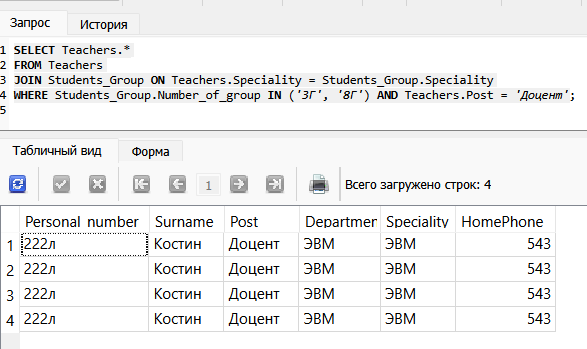 Запрос История
1 SELECT Teachers.*
2 FROM Teachers
3 JOIN Students_Group ON Teachers.Speciality = Students_Group.Speciality
4 WHERE Students_Group.Number_of_group IN ('3Г', '8Г') AND Teachers.Post = 'Доцент';
5
Табличный вид Форма
1 Всего загружено строк: 4
Personal_number Surname Post Departmen Speciality HomePhone
1 222л Костин Доцент ЭВМ ЭВМ 543
2 222л Костин Доцент ЭВМ ЭВМ 543
3 222л Костин Доцент ЭВМ ЭВМ 543
4 222л Костин Доцент ЭВМ ЭВМ 543